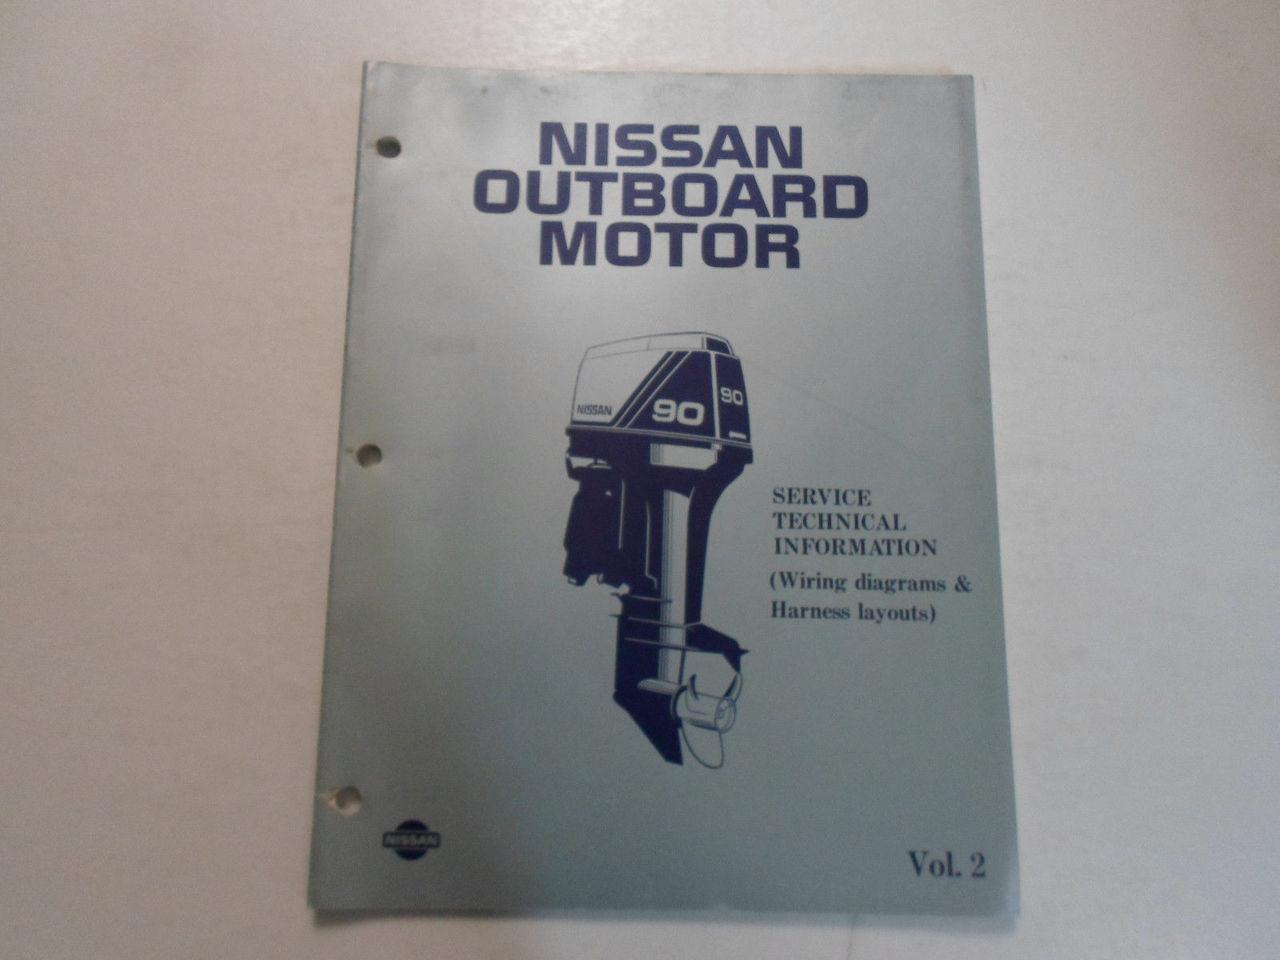 NISSAN
OUTBOARD
MOTOR
NISSAN
90
90
SERVICE
TECHNICAL
INFORMATION
(Wiring diagrams &
Harness layouts)
NISSAN
Vol. 2